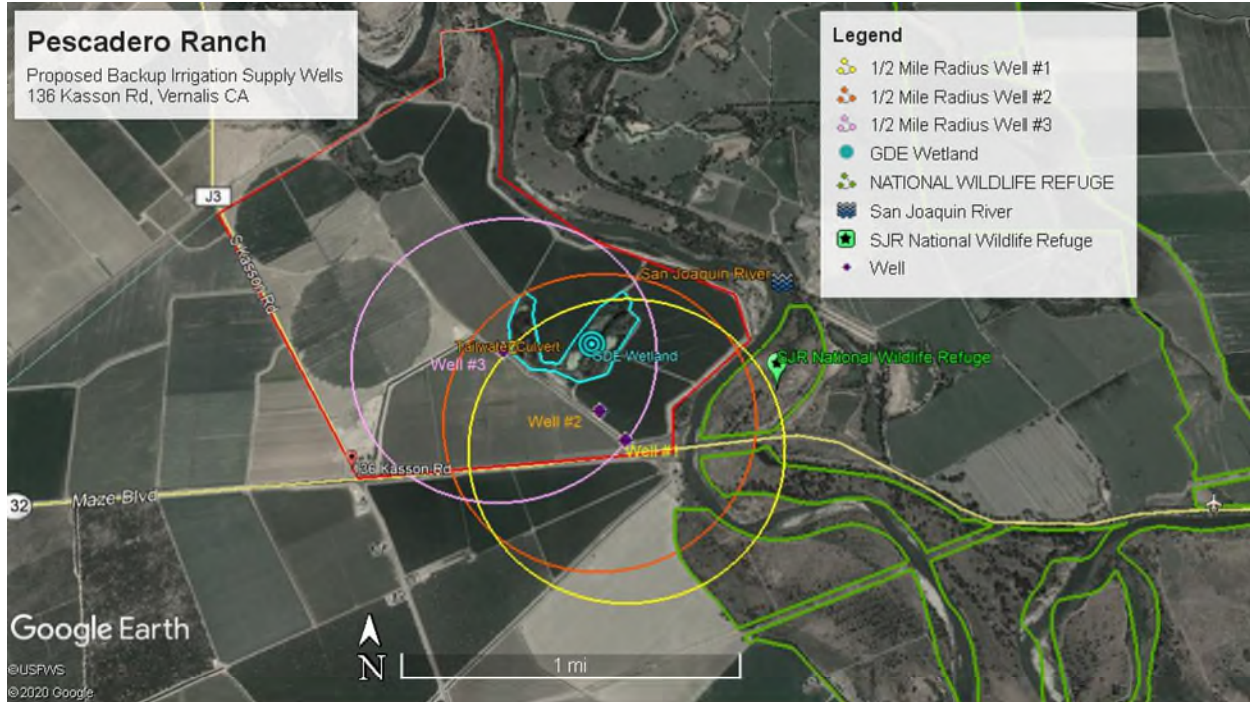 Pescadero Ranch
Proposed Backup Irrigation Supply Wells
136 Kasson Rd, Vernalis CA
Legend
1/2 Mile Radius Well #1
1/2 Mile Radius Well #2
1/2 Mile Radius Well #3
GDE Wetland
NATIONAL WILDLIFE REFUGE
San Joaquin River
SJR National Wildlife Refuge
Well
J3
S Kasson Rd
San Joaquin River
Tailwater Culvert
GDE Wetland
SJR National Wildlife Refuge
Well #3
Well #2
Well #1
136 Kasson Rd
32
Maze Blvd
Google Earth
N
1 mi
©USFWS
©2020 Google